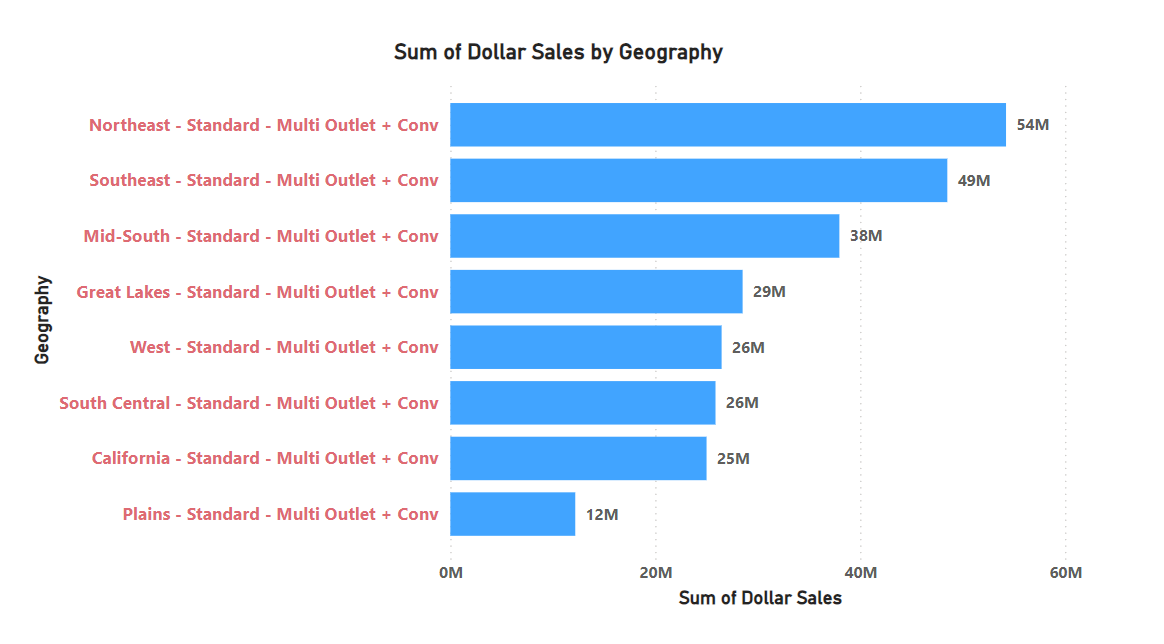 Sum of Dollar Sales by Geography
Geography
Northeast - Standard - Multi Outlet + Conv 54M
Southeast - Standard - Multi Outlet + Conv 49M
Mid-South - Standard - Multi Outlet + Conv 38M
Great Lakes - Standard - Multi Outlet + Conv 29M
West - Standard - Multi Outlet + Conv 26M
South Central - Standard - Multi Outlet + Conv 26M
California - Standard - Multi Outlet + Conv 25M
Plains - Standard - Multi Outlet + Conv 12M
0M 20M 40M 60M
Sum of Dollar Sales